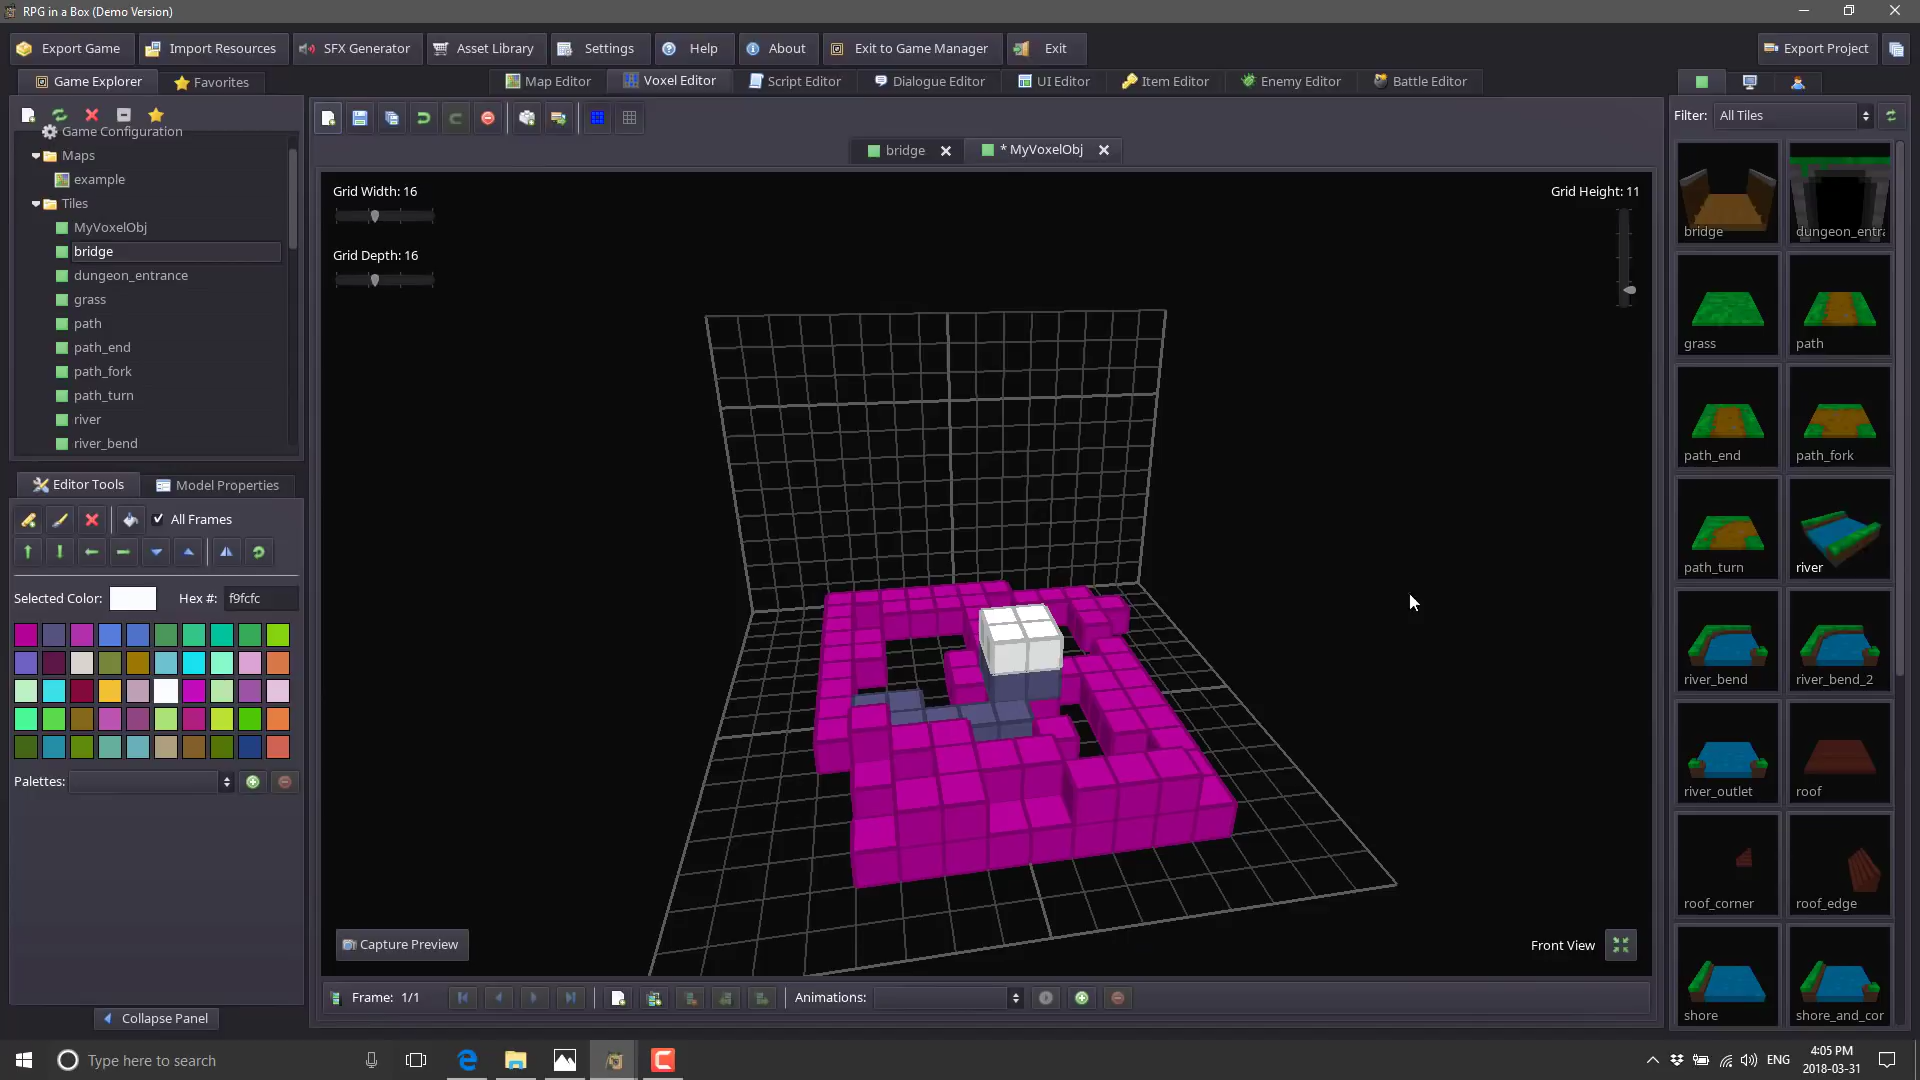 RPG in a Box (Demo Version)
Export Game
Import Resources
SFX Generator
Asset Library
Settings
Help
About
Exit to Game Manager
Exit
Export Project
Game Explorer
Favorites
Map Editor
Voxel Editor
Script Editor
Dialogue Editor
UI Editor
Item Editor
Enemy Editor
Battle Editor
Filter: All Tiles
Game Configuration
Maps
example
Tiles
MyVoxelObj
bridge
dungeon_entrance
grass
path
path_end
path_fork
path_turn
river
river_bend
bridge
* MyVoxelObj
Grid Width: 16
Grid Depth: 16
Grid Height: 11
bridge
dungeon_entra
grass
path
path_end
path_fork
path_turn
river
river_bend
river_bend_2
river_outlet
roof
roof_corner
roof_edge
shore
shore_and_cor
Editor Tools
Model Properties
All Frames
Selected Color:
Hex #: f9fcfc
Palettes:
Collapse Panel
Capture Preview
Front View
Frame: 1/1
Animations:
Type here to search
ENG
4:05 PM
2018-03-31